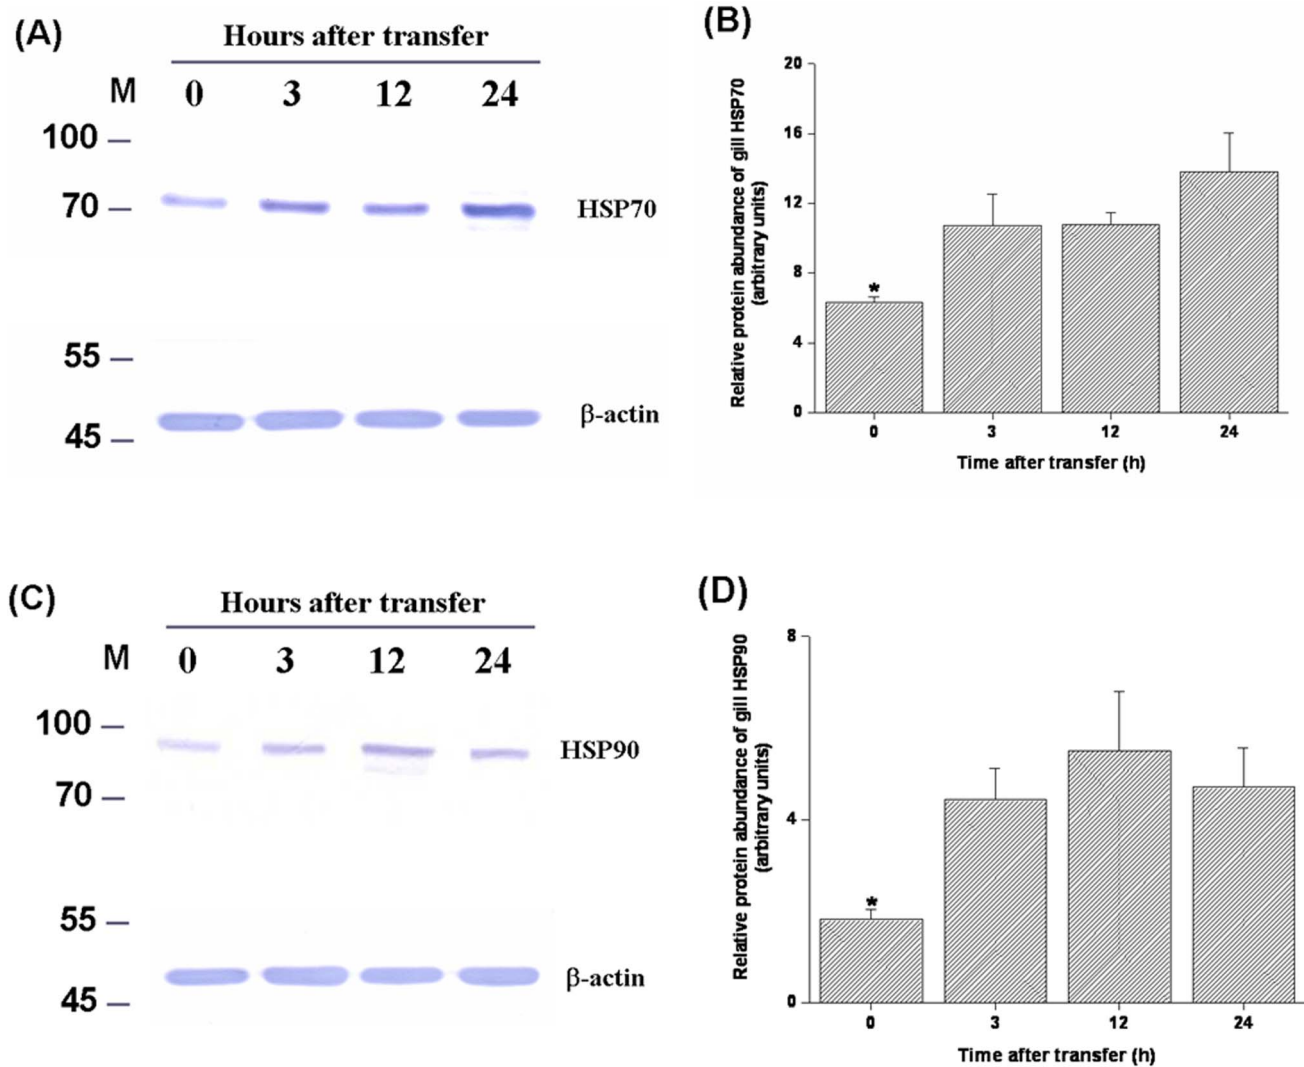 (A)
Hours after transfer
M 0 3 12 24
100
70
HSP70
55
45
β-actin
(B)
Relative protein abundance of gill HSP70
(arbitrary units)
20
16
12
8
4
0
*
0 3 12 24
Time after transfer (h)
(C)
Hours after transfer
M 0 3 12 24
100
70
HSP90
55
45
β-actin
(D)
Relative protein abundance of gill HSP90
(arbitrary units)
8
4
0
*
0 3 12 24
Time after transfer (h)